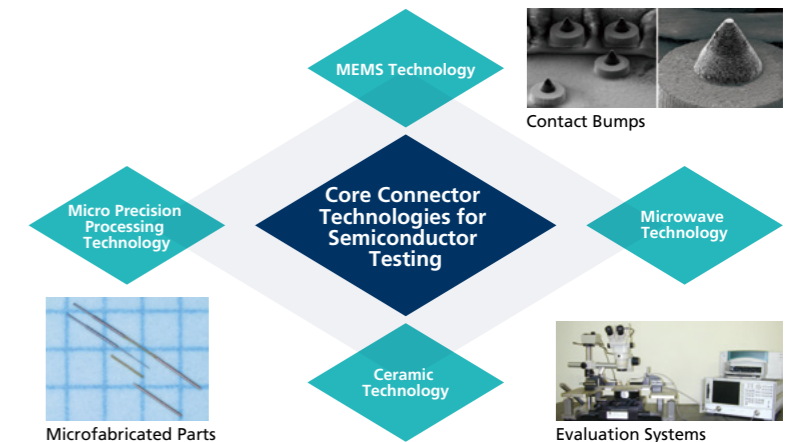 MEMS Technology
Contact Bumps
Core Connector
Technologies for
Semiconductor
Testing
Micro Precision
Processing
Technology
Microwave
Technology
Ceramic
Technology
Microfabricated Parts
Evaluation Systems